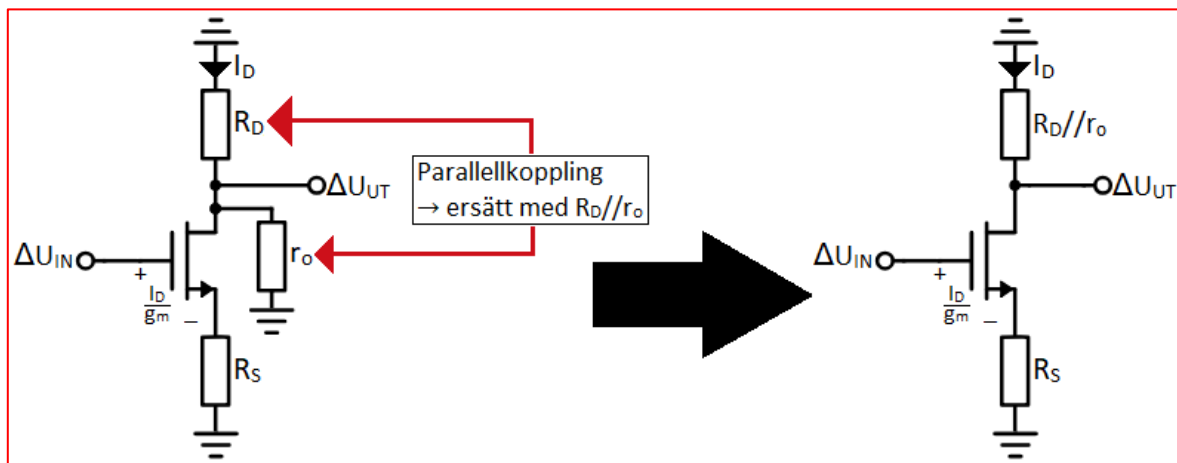 I_D
R_D
Parallellkoppling
→ ersätt med R_D//r_o
ΔU_UT
r_o
ΔU_IN
+
I_D
g_m
–
R_S
I_D
R_D//r_o
ΔU_UT
ΔU_IN
+
I_D
g_m
–
R_S